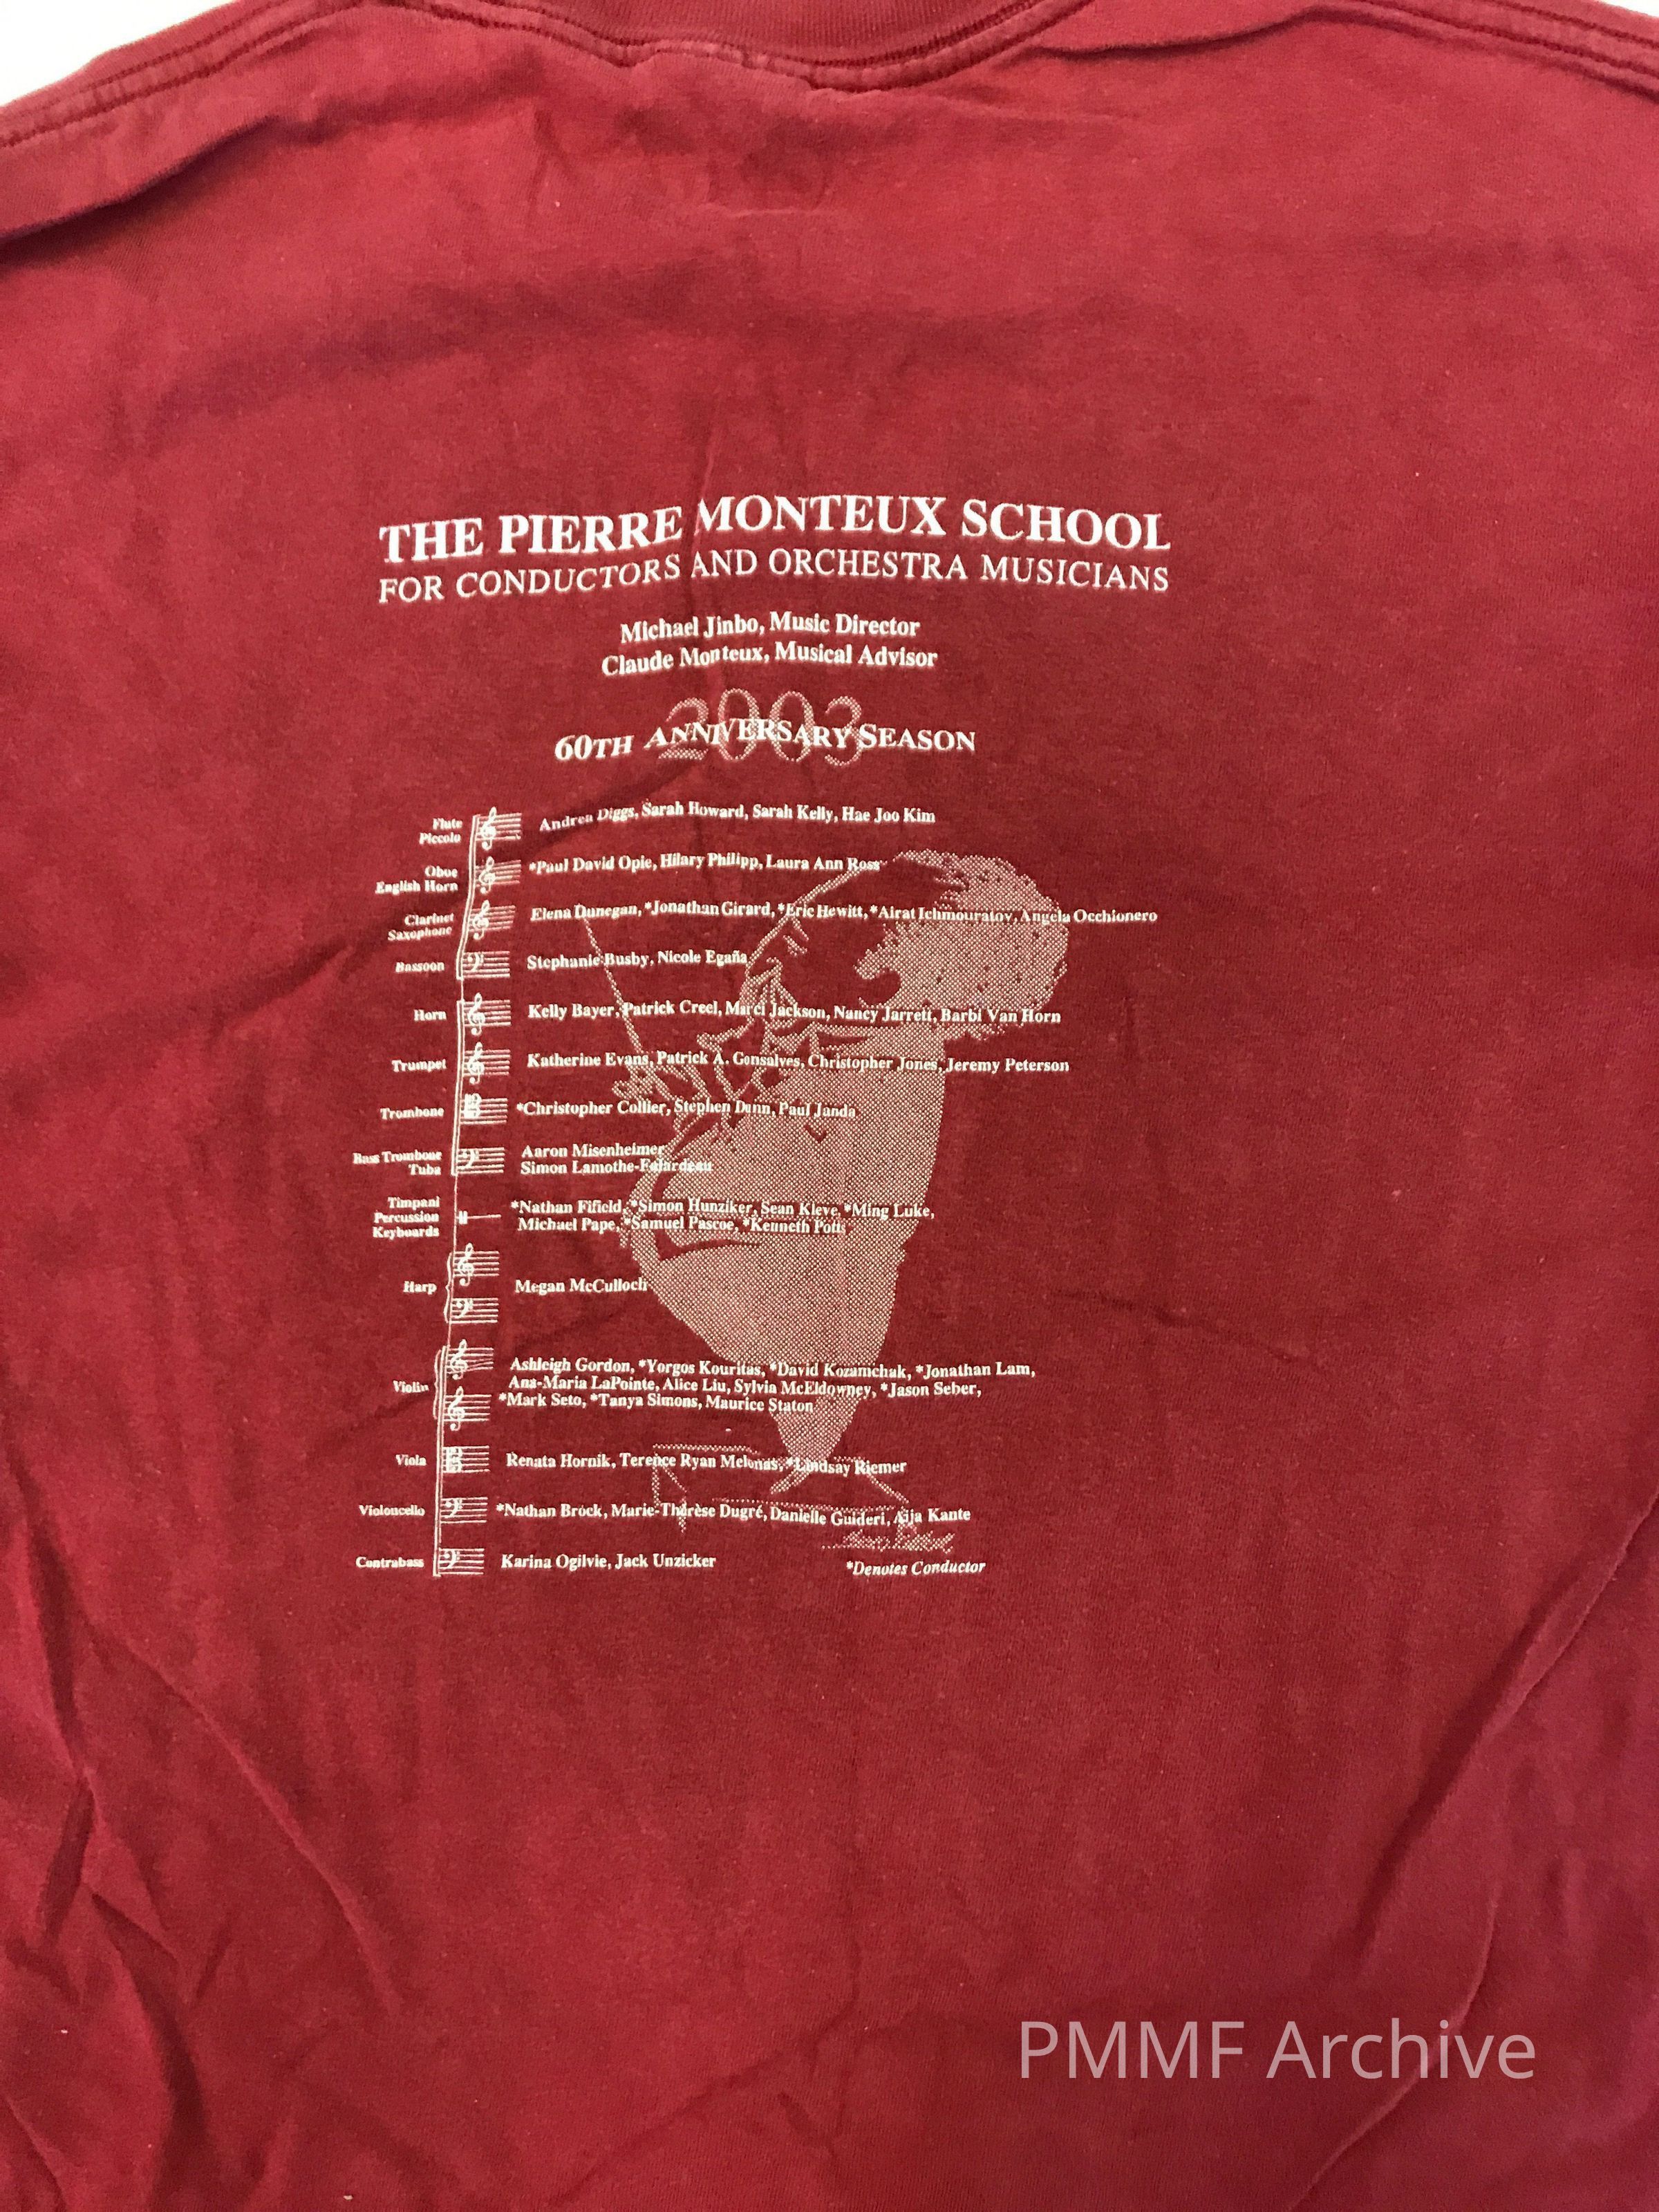 THE PIERRE MONTEUX SCHOOL
FOR CONDUCTORS AND ORCHESTRA MUSICIANS
Michael Jinbo, Music Director
Claude Monteux, Musical Advisor
2003
60TH ANNIVERSARY SEASON
Flute
Piccolo
Andrea Diggs, Sarah Howard, Sarah Kelly, Hae Joo Kim
Oboe
English Horn
*Paul David Opie, Hilary Philipp, Laura Ann Ross
Clarinet
Saxophone
Elena Dunegan, *Jonathan Girard, *Eric Hewitt, *Airat Ichmouratov, Angela Occhionero
Bassoon
Stephanie Busby, Nicole Egaña
Horn
Kelly Bayer, Patrick Creel, Marci Jackson, Nancy Jarrett, Barbi Van Horn
Trumpet
Katherine Evans, Patrick A. Gonsalves, Christopher Jones, Jeremy Peterson
Trombone
*Christopher Collier, Stephen Dunn, Paul Janda
Bass Trombone
Tuba
Aaron Misenheimer
Simon Lamothe-Falardeau
Timpani
Percussion
Keyboards
*Nathan Fifield, *Simon Hunziker, Sean Kleve, *Ming Luke,
Michael Pape, *Samuel Pascoe, *Kenneth Potts
Harp
Megan McCulloch
Violin
Ashleigh Gordon, *Yorgos Kouritas, *David Kozamchak, *Jonathan Lam,
Ana-Maria LaPointe, Alice Liu, Sylvia McEldowney, *Jason Seber,
*Mark Seto, *Tanya Simons, Maurice Staton
Viola
Renata Hornik, Terence Ryan *Lindsay Riemer
Violoncello
*Nathan Brock, Marie-Thérèse Dugré, Danielle Guideri, Aija Kante
Contrabass
Karina Ogilvie, Jack Unzicker
*Denotes Conductor
PMMF Archive